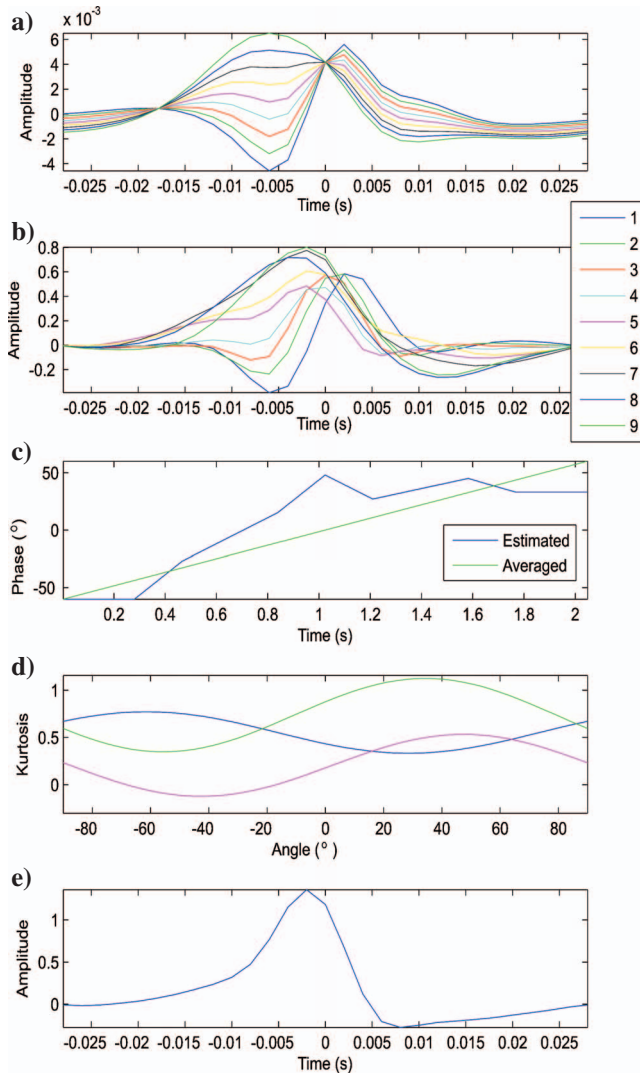 a)
x 10⁻³
6
4
2
0
-2
-4
Amplitude
-0.025 -0.02 -0.015 -0.01 -0.005 0 0.005 0.01 0.015 0.02 0.025
Time (s)
b)
0.8
0.6
0.4
0.2
0
-0.2
Amplitude
-0.025 -0.02 -0.015 -0.01 -0.005 0 0.005 0.01 0.015 0.02 0.02
Time (s)
1
2
3
4
5
6
7
8
9
c)
50
0
-50
Phase (°)
Estimated
Averaged
0.2 0.4 0.6 0.8 1 1.2 1.4 1.6 1.8 2
Time (s)
d)
1
0.5
0
Kurtosis
-80 -60 -40 -20 0 20 40 60 80
Angle (°)
e)
1
0.5
0
Amplitude
-0.025 -0.02 -0.015 -0.01 -0.005 0 0.005 0.01 0.015 0.02 0.025
Time (s)